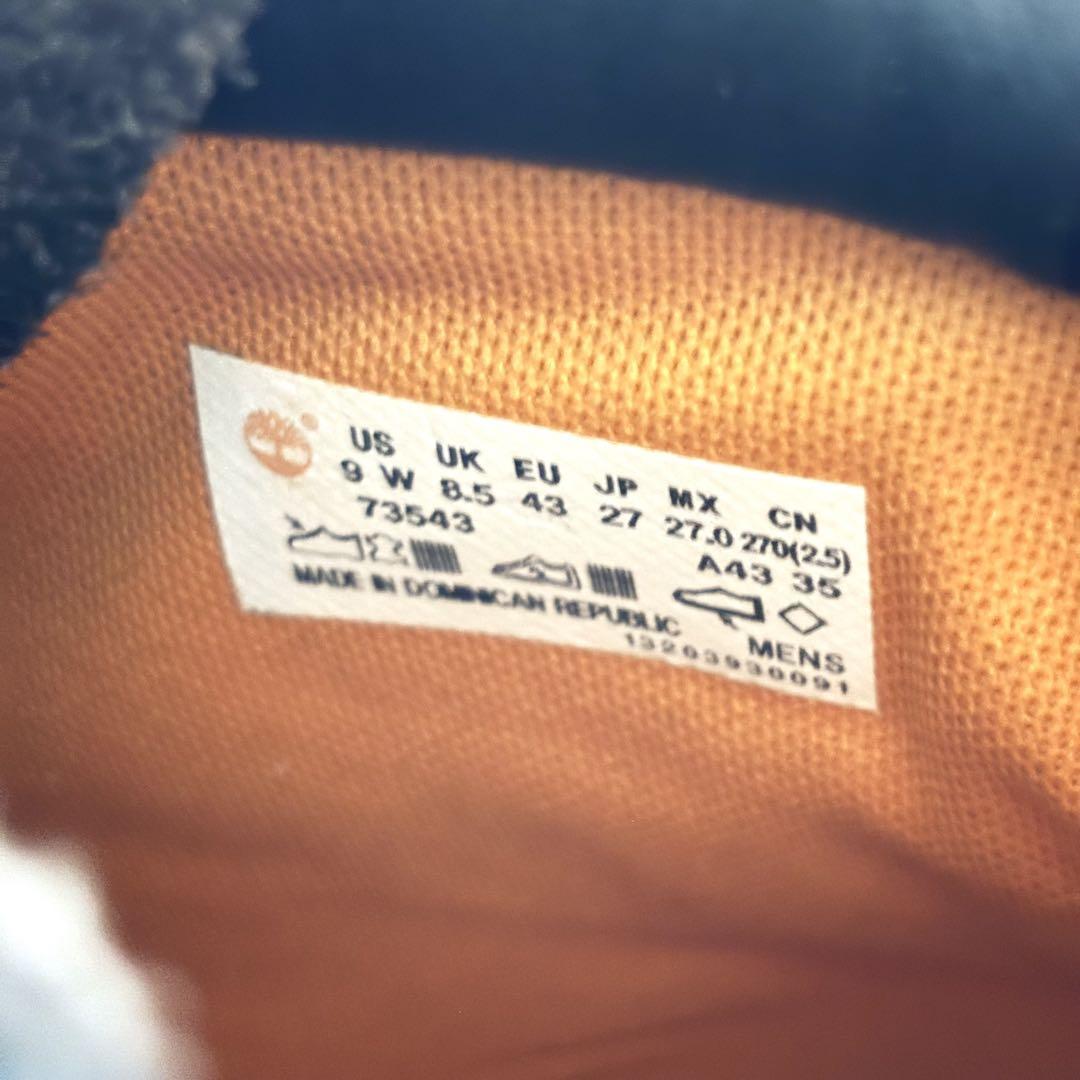 US UK EU JP MX CN
9 W 8.5 43 27 27.0 270(2.5)
73543 A43 35
MADE IN DOMINICAN REPUBLIC MENS
13203930091